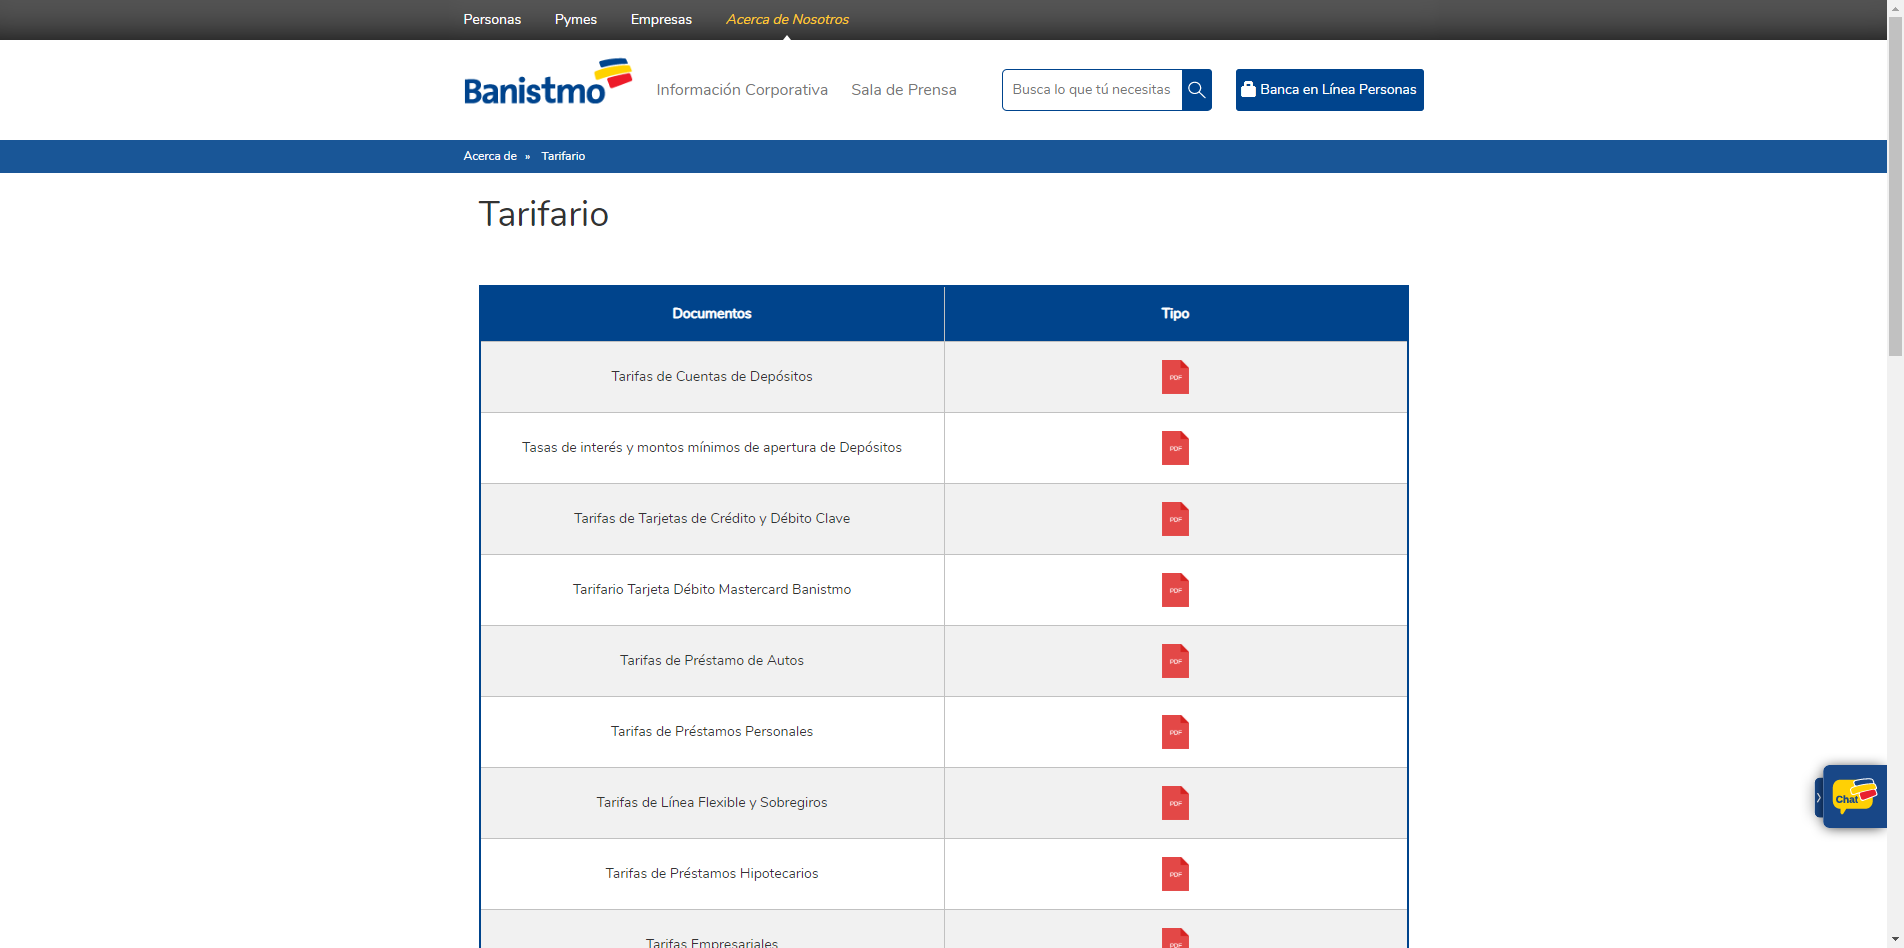 Personas Pymes Empresas Acerca de Nosotros
Banistmo
Información Corporativa Sala de Prensa
Busca lo que tú necesitas
Banca en Línea Personas
Acerca de » Tarifario
Tarifario
Documentos Tipo
Tarifas de Cuentas de Depósitos PDF
Tasas de interés y montos mínimos de apertura de Depósitos PDF
Tarifas de Tarjetas de Crédito y Débito Clave PDF
Tarifario Tarjeta Débito Mastercard Banistmo PDF
Tarifas de Préstamo de Autos PDF
Tarifas de Préstamos Personales PDF
Tarifas de Línea Flexible y Sobregiros PDF
Chat
Tarifas de Préstamos Hipotecarios PDF
Tarifas Empresariales PDF